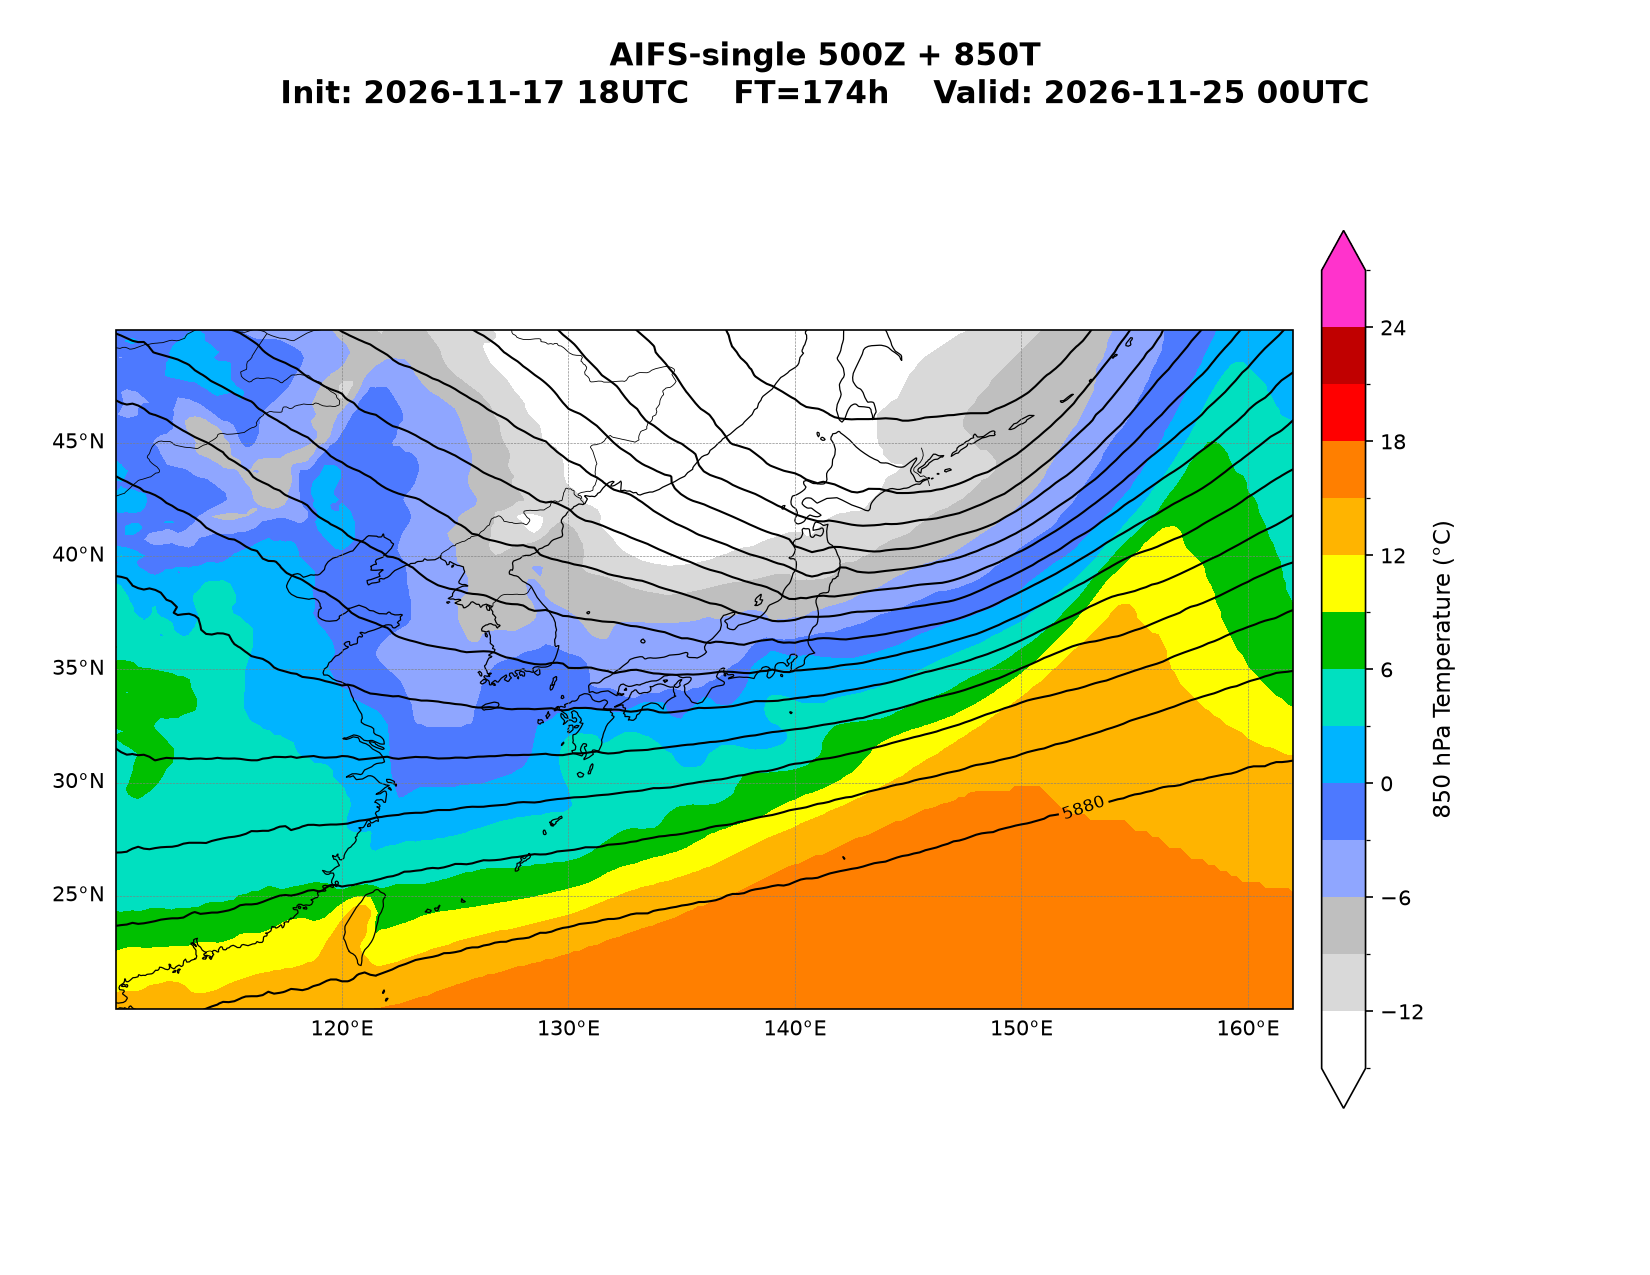 AIFS-single 500Z + 850T
Init: 2026-11-17 18UTC    FT=174h    Valid: 2026-11-25 00UTC
45°N
40°N
35°N
30°N
25°N
120°E
130°E
140°E
150°E
160°E
5880
24
18
12
6
0
−6
−12
850 hPa Temperature (°C)